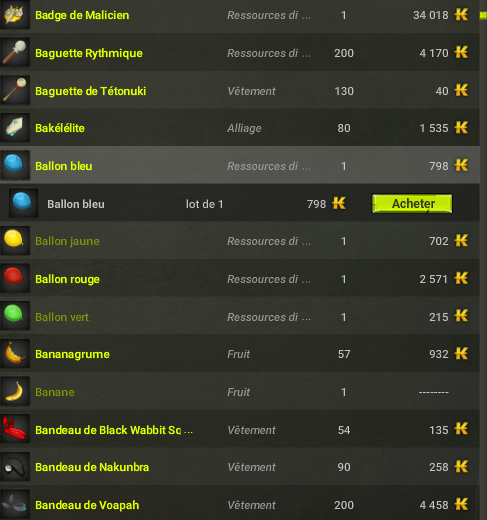 Badge de Malicien Ressources di ... 1 34 018
Baguette Rythmique Ressources di ... 200 4 170
Baguette de Tétonuki Vêtement 130 40
Bakélélite Alliage 80 1 535
Ballon bleu Ressources di ... 1 798
Ballon bleu lot de 1 798 Acheter
Ballon jaune Ressources di ... 1 702
Ballon rouge Ressources di ... 1 2 571
Ballon vert Ressources di ... 1 215
Bananagrume Fruit 57 932
Banane Fruit 1 --------
Bandeau de Black Wabbit Sq ... Vêtement 54 135
Bandeau de Nakunbra Vêtement 90 258
Bandeau de Voapah Vêtement 200 4 458